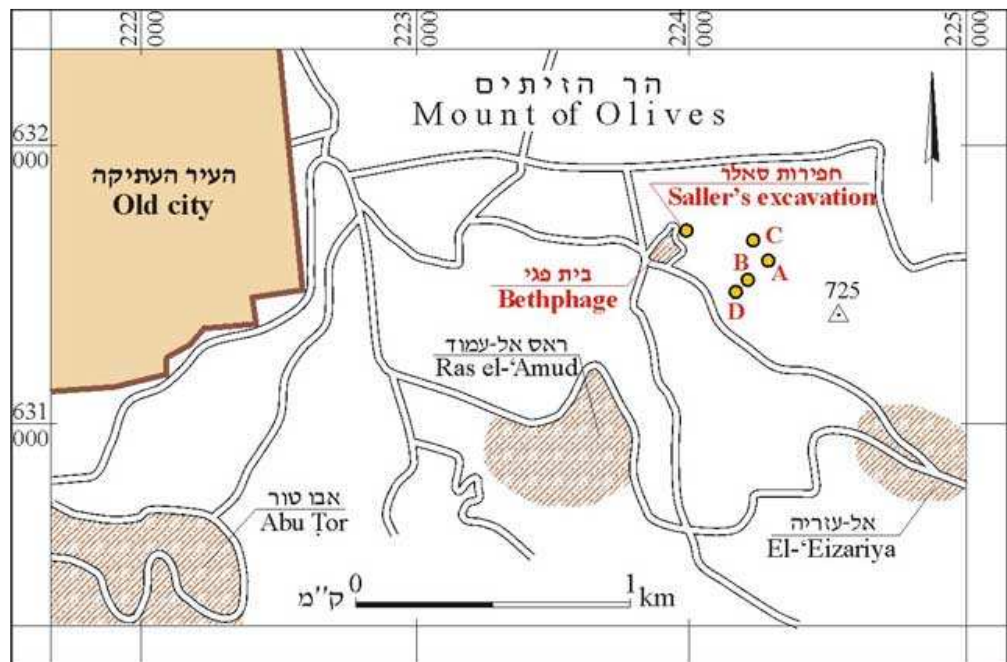 222
000
223
000
224
000
225
000
הר הזיתים
Mount of Olives
632
000
העיר העתיקה
Old city
חפירות סאלר
Saller's excavation
C
A
B
D
בית פגי
Bethphage
725
ראס אל-עמוד
Ras el-‘Amud
631
000
אבו טור
Abu Ṭor
אל-עזריה
El-‘Eizariya
ק"מ 0 1 km